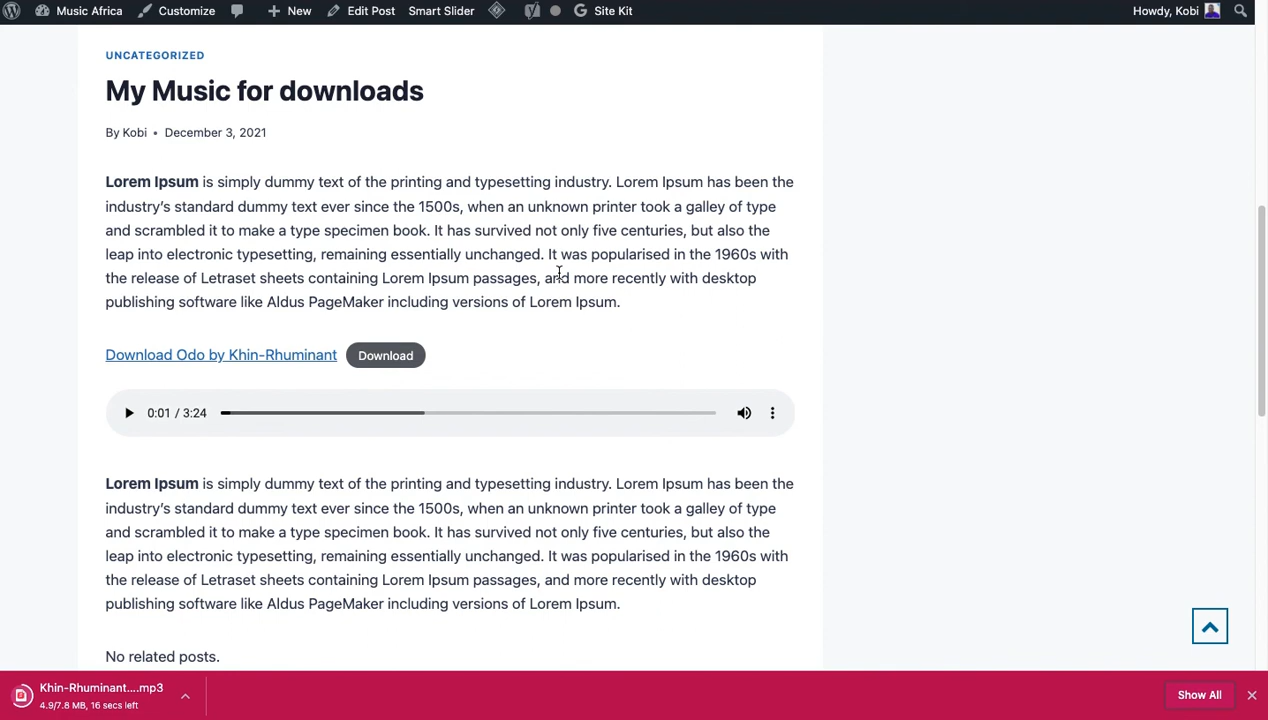 Music Africa Customize New Edit Post Smart Slider Site Kit Howdy, Kobi
UNCATEGORIZED
My Music for downloads
By Kobi • December 3, 2021
Lorem Ipsum is simply dummy text of the printing and typesetting industry. Lorem Ipsum has been the
industry's standard dummy text ever since the 1500s, when an unknown printer took a galley of type
and scrambled it to make a type specimen book. It has survived not only five centuries, but also the
leap into electronic typesetting, remaining essentially unchanged. It was popularised in the 1960s with
the release of Letraset sheets containing Lorem Ipsum passages, and more recently with desktop
publishing software like Aldus PageMaker including versions of Lorem Ipsum.
Download Odo by Khin-Rhuminant Download
0:01 / 3:24
Lorem Ipsum is simply dummy text of the printing and typesetting industry. Lorem Ipsum has been the
industry's standard dummy text ever since the 1500s, when an unknown printer took a galley of type
and scrambled it to make a type specimen book. It has survived not only five centuries, but also the
leap into electronic typesetting, remaining essentially unchanged. It was popularised in the 1960s with
the release of Letraset sheets containing Lorem Ipsum passages, and more recently with desktop
publishing software like Aldus PageMaker including versions of Lorem Ipsum.
No related posts.
Khin-Rhuminant....mp3
4.9/7.8 MB, 16 secs left
Show All